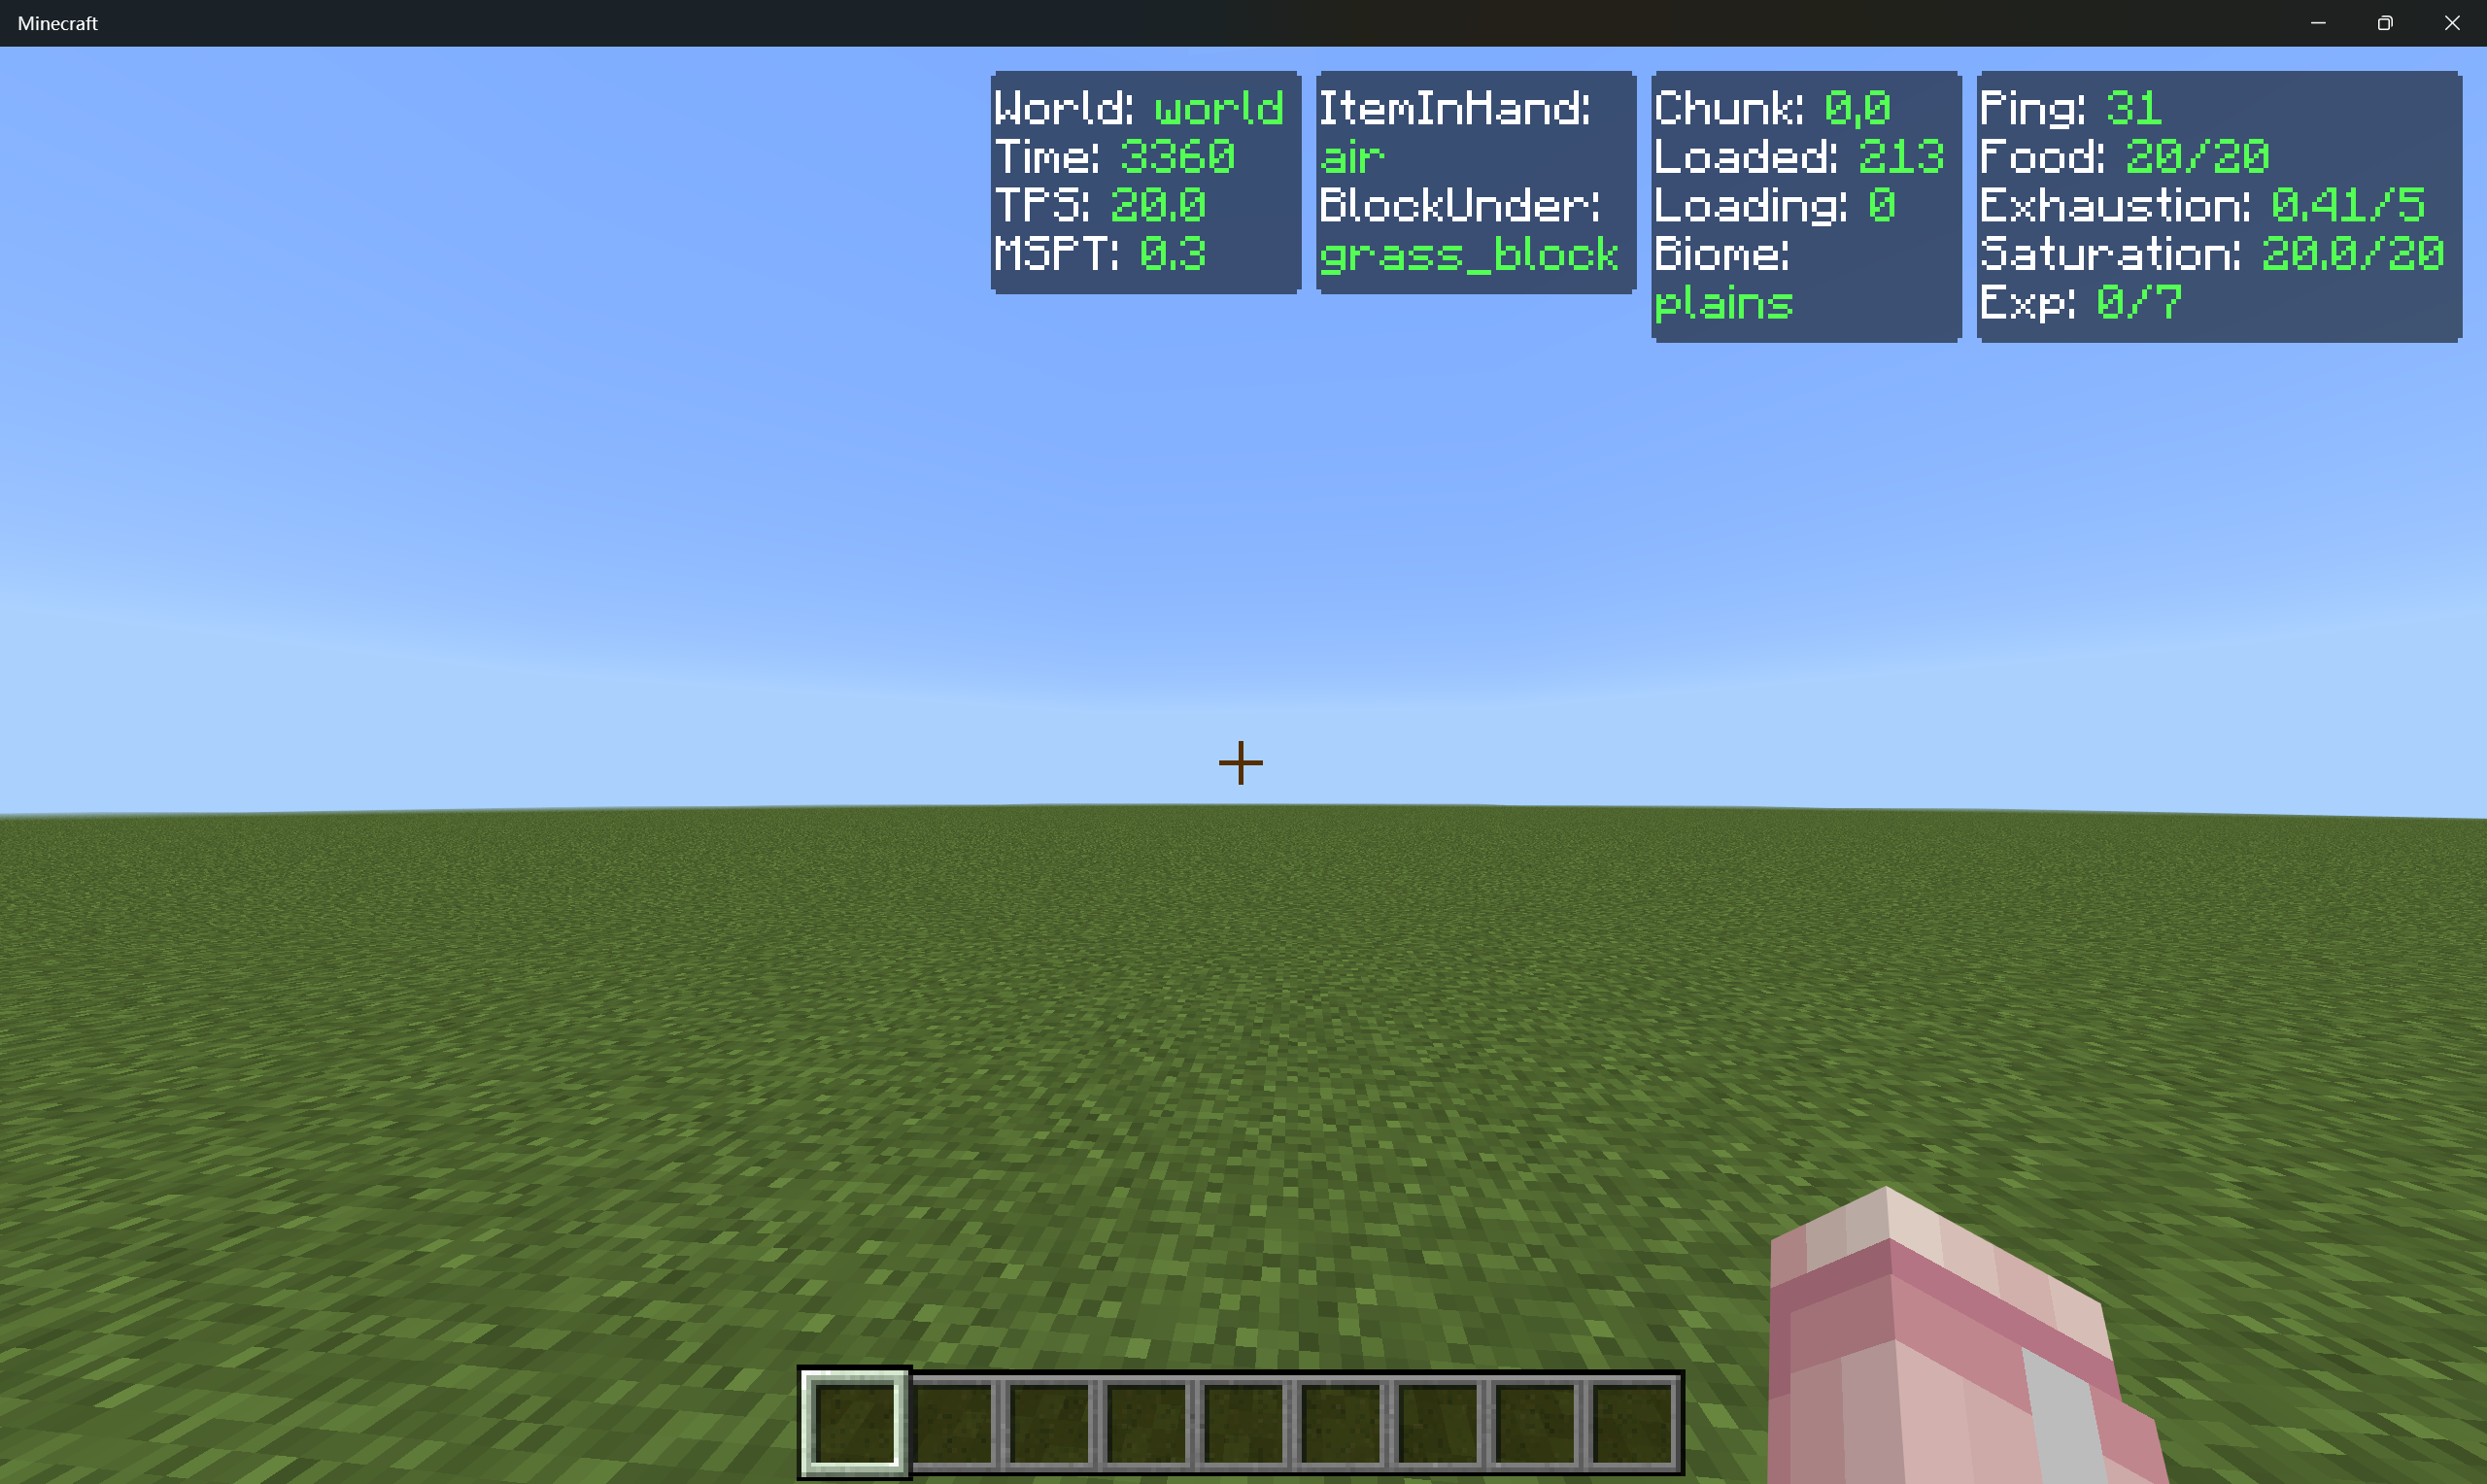 Minecraft
World: world
Time: 3360
TPS: 20.0
MSPT: 0.3
ItemInHand:
air
BlockUnder:
grass_block
Chunk: 0,0
Loaded: 213
Loading: 0
Biome:
plains
Ping: 31
Food: 20/20
Exhaustion: 0.41/5
Saturation: 20.0/20
Exp: 0/7